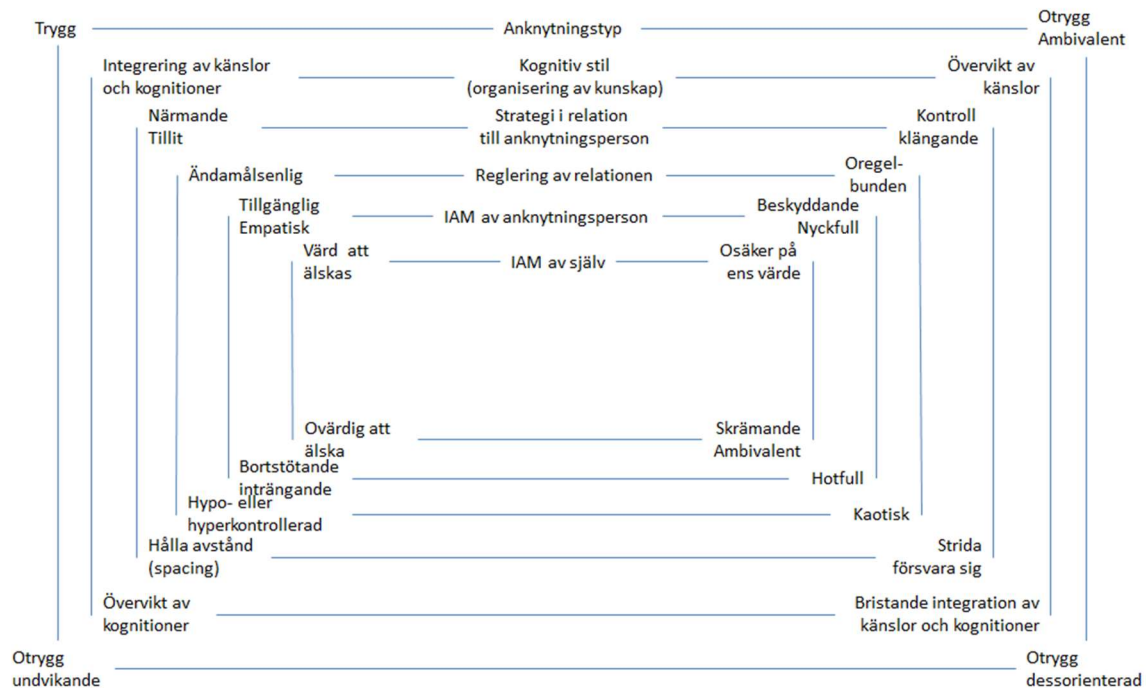 Trygg
Anknytningstyp
Otrygg
Ambivalent
Integrering av känslor
och kognitioner
Kognitiv stil
(organisering av kunskap)
Övervikt av
känslor
Närmande
Tillit
Strategi i relation
till anknytningsperson
Kontroll
klängande
Ändamålsenlig
Reglering av relationen
Oregel-
bunden
Tillgänglig
Empatisk
IAM av anknytningsperson
Beskyddande
Nyckfull
Värd att
älskas
IAM av själv
Osäker på
ens värde
Ovärdig att
älska
Skrämande
Ambivalent
Bortstötande
inträngande
Hotfull
Hypo- eller
hyperkontrollerad
Kaotisk
Hålla avstånd
(spacing)
Strida
försvara sig
Övervikt av
kognitioner
Bristande integration av
känslor och kognitioner
Otrygg
undvikande
Otrygg
dessorienterad